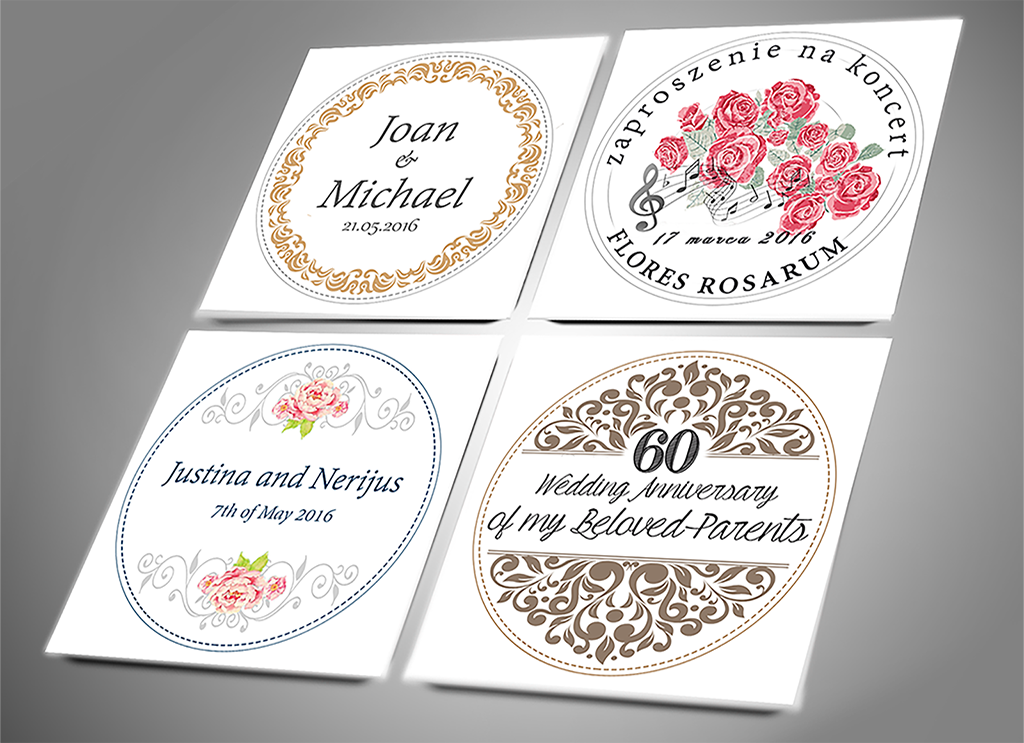 Joan
&
Michael
21.05.2016
zaproszenie na koncert
17 marca 2016
FLORES ROSARUM
Justina and Nerijus
7th of May 2016
60
Wedding Anniversary
of my Beloved Parents